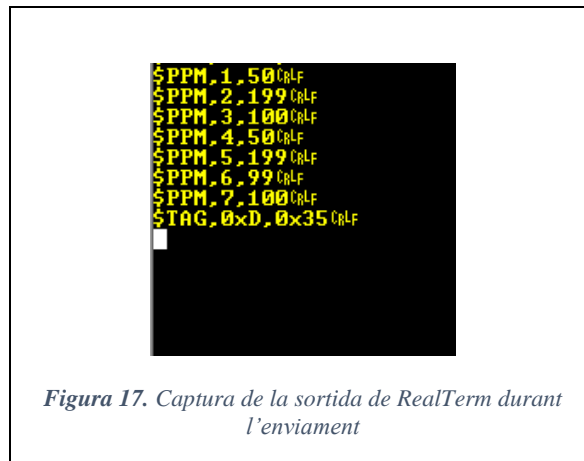 $PPM,1,50CRLF
$PPM,2,199CRLF
$PPM,3,100CRLF
$PPM,4,50CRLF
$PPM,5,199CRLF
$PPM,6,99CRLF
$PPM,7,100CRLF
$TAG,0xD,0x35CRLF
Figura 17. Captura de la sortida de RealTerm durant
l’enviament